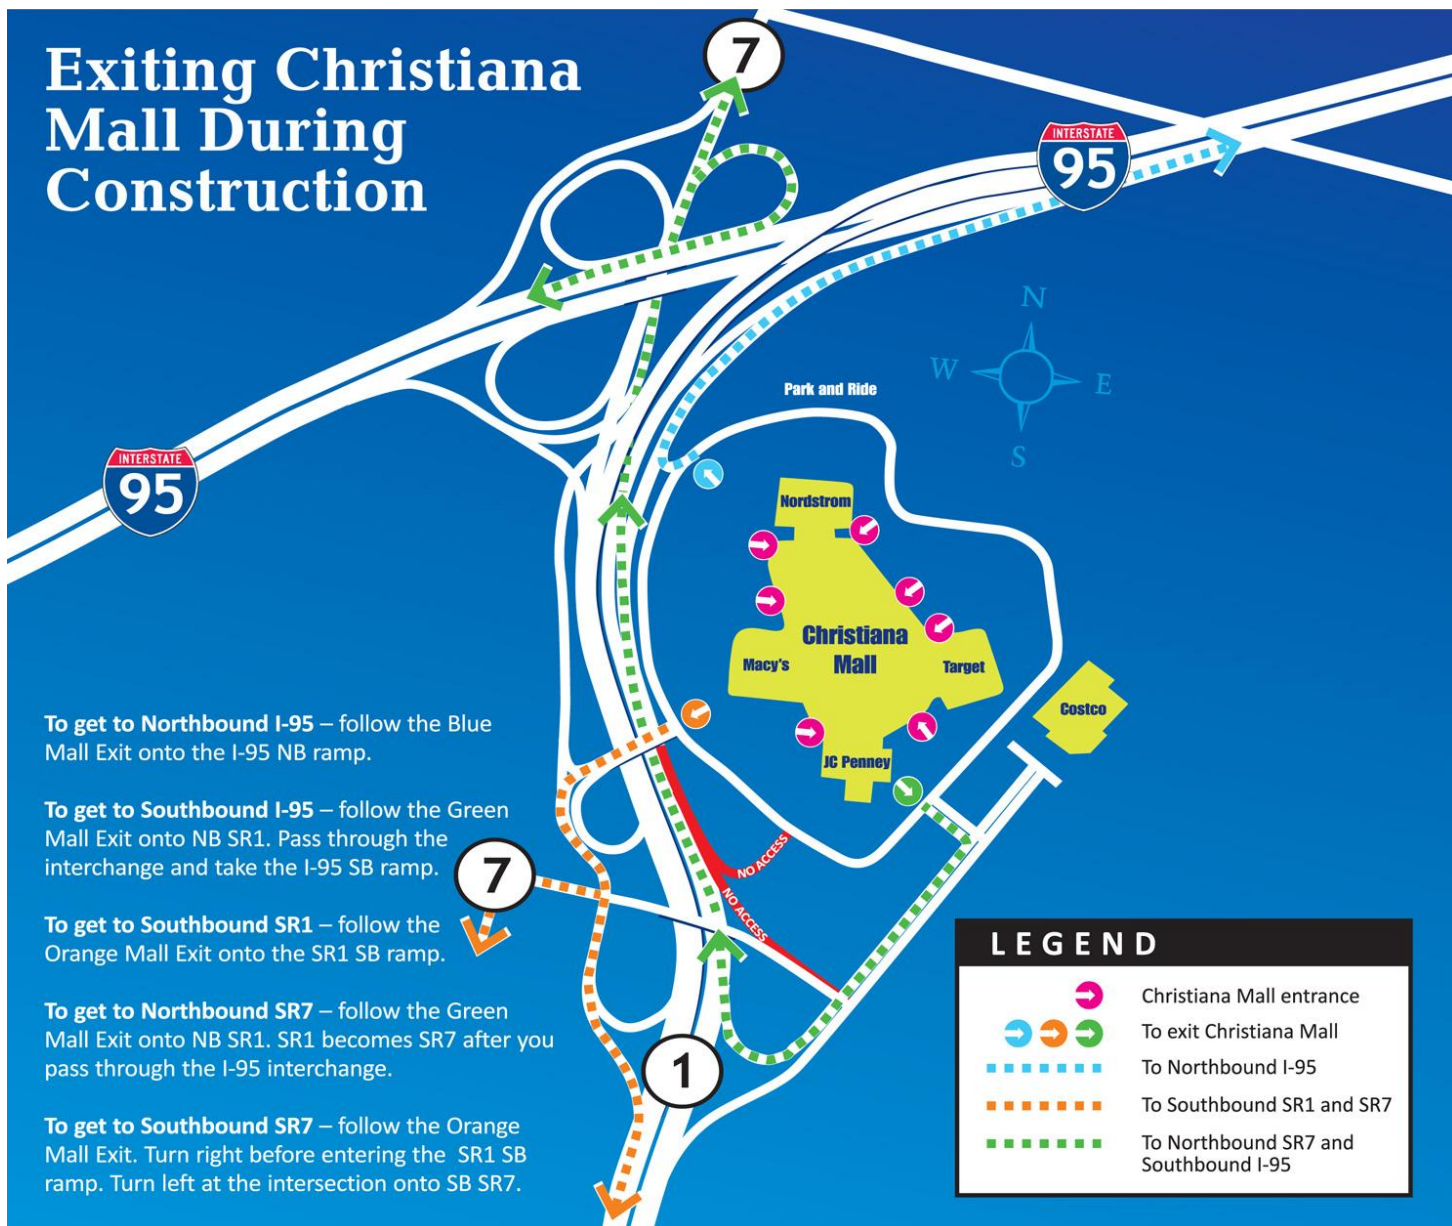 Exiting Christiana
Mall During
Construction
7
INTERSTATE
95
N
W
E
S
Park and Ride
INTERSTATE
95
Nordstrom
Christiana
Mall
Macy's
Target
Costco
JC Penney
To get to Northbound I-95 – follow the Blue
Mall Exit onto the I-95 NB ramp.
To get to Southbound I-95 – follow the Green
Mall Exit onto NB SR1. Pass through the
interchange and take the I-95 SB ramp.
To get to Southbound SR1 – follow the
Orange Mall Exit onto the SR1 SB ramp.
To get to Northbound SR7 – follow the Green
Mall Exit onto NB SR1. SR1 becomes SR7 after you
pass through the I-95 interchange.
To get to Southbound SR7 – follow the Orange
Mall Exit. Turn right before entering the SR1 SB
ramp. Turn left at the intersection onto SB SR7.
7
NO ACCESS
NO ACCESS
1
LEGEND
Christiana Mall entrance
To exit Christiana Mall
To Northbound I-95
To Southbound SR1 and SR7
To Northbound SR7 and
Southbound I-95